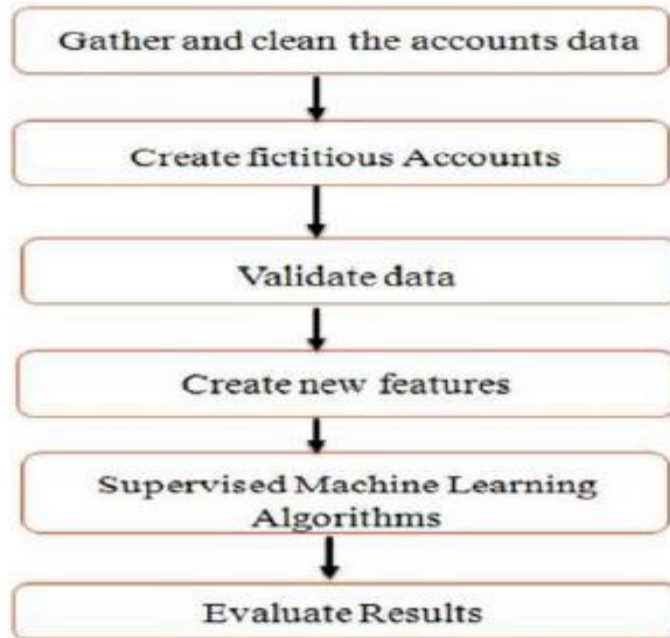 Gather and clean the accounts data
Create fictitious Accounts
Validate data
Create new features
Supervised Machine Learning
Algorithms
Evaluate Results